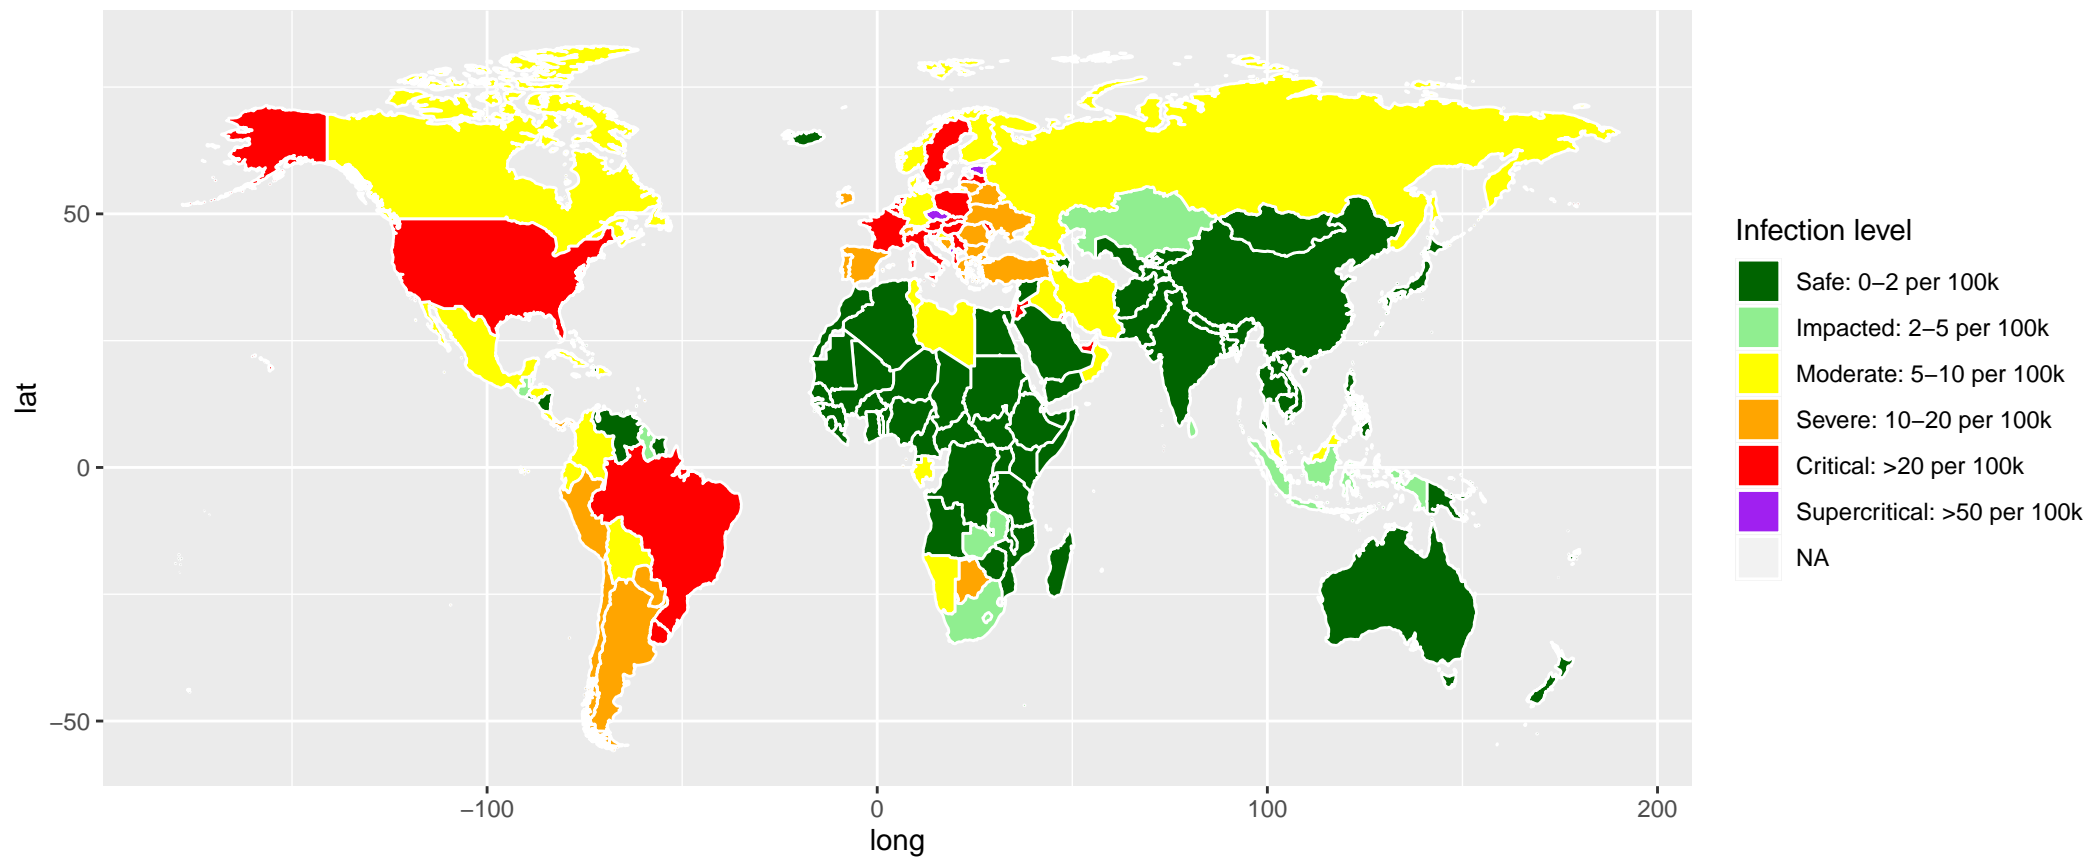 50
0
−50
lat
−100
0
100
200
long
Infection level
Safe: 0−2 per 100k
Impacted: 2−5 per 100k
Moderate: 5−10 per 100k
Severe: 10−20 per 100k
Critical: >20 per 100k
Supercritical: >50 per 100k
NA